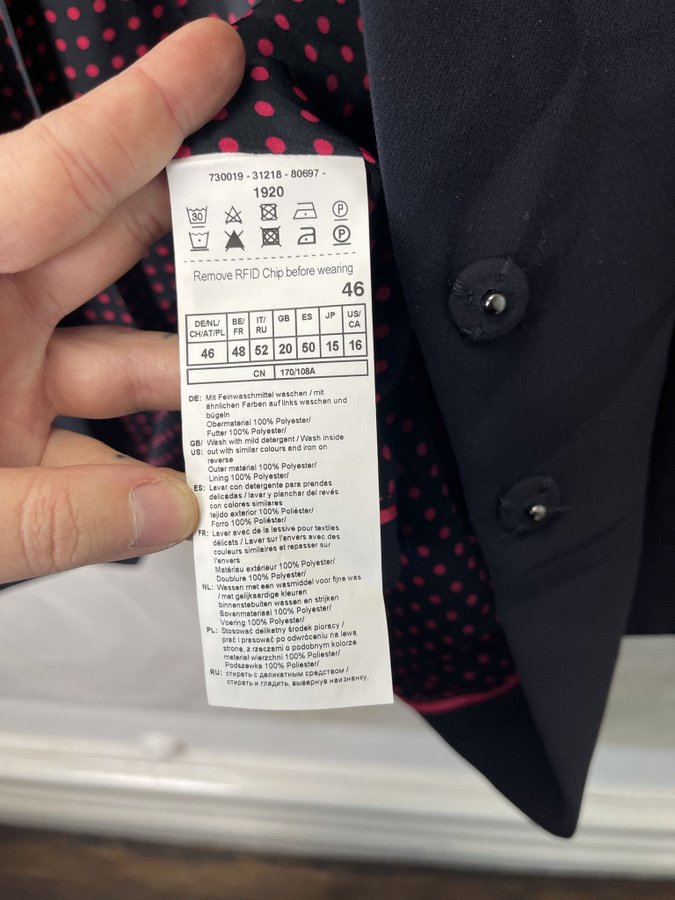 730019 - 31218 - 80697 -
1920
30
P
P
Remove RFID Chip before wearing
46
DE/NL/ BE/ IT/ GB ES JP US/
CH/AT/PL FR RU CA
46 48 52 20 50 15 16
CN 170/108A
DE: Mit Feinwaschmittel waschen / mit
ähnlichen Farben auf links waschen und
bügeln
Obermaterial 100% Polyester/
Futter 100% Polyester/
GB/ Wash with mild detergent / Wash inside
US: out with similar colours and iron on
reverse
Outer material 100% Polyester/
Lining 100% Polyester/
ES: Lavar con detergente para prendas
delicadas / lavar y planchar del revés
con colores similares
tejido exterior 100% Poliéster/
Forro 100% Poliéster/
FR: Laver avec de la lessive pour textiles
délicats / Laver sur l'envers avec des
couleurs similaires et repasser sur
l'envers
Matériau extérieur 100% Polyester/
Doublure 100% Polyester/
NL: Wassen met een wasmiddel voor fijne was
/ met gelijkaardige kleuren
binnenstebuiten wassen en strijken
Bovenmateriaal 100% Polyester/
Voering 100% Polyester/
PL: Stosować delikatny środek piorący /
prać i prasować po odwróceniu na lewą
stronę, z rzeczami o podobnym kolorze
materiał wierzchni 100% Poliester/
Podszewka 100% Poliester/
RU: стирать с деликатным средством /
стирать и гладить, вывернув наизнанку,